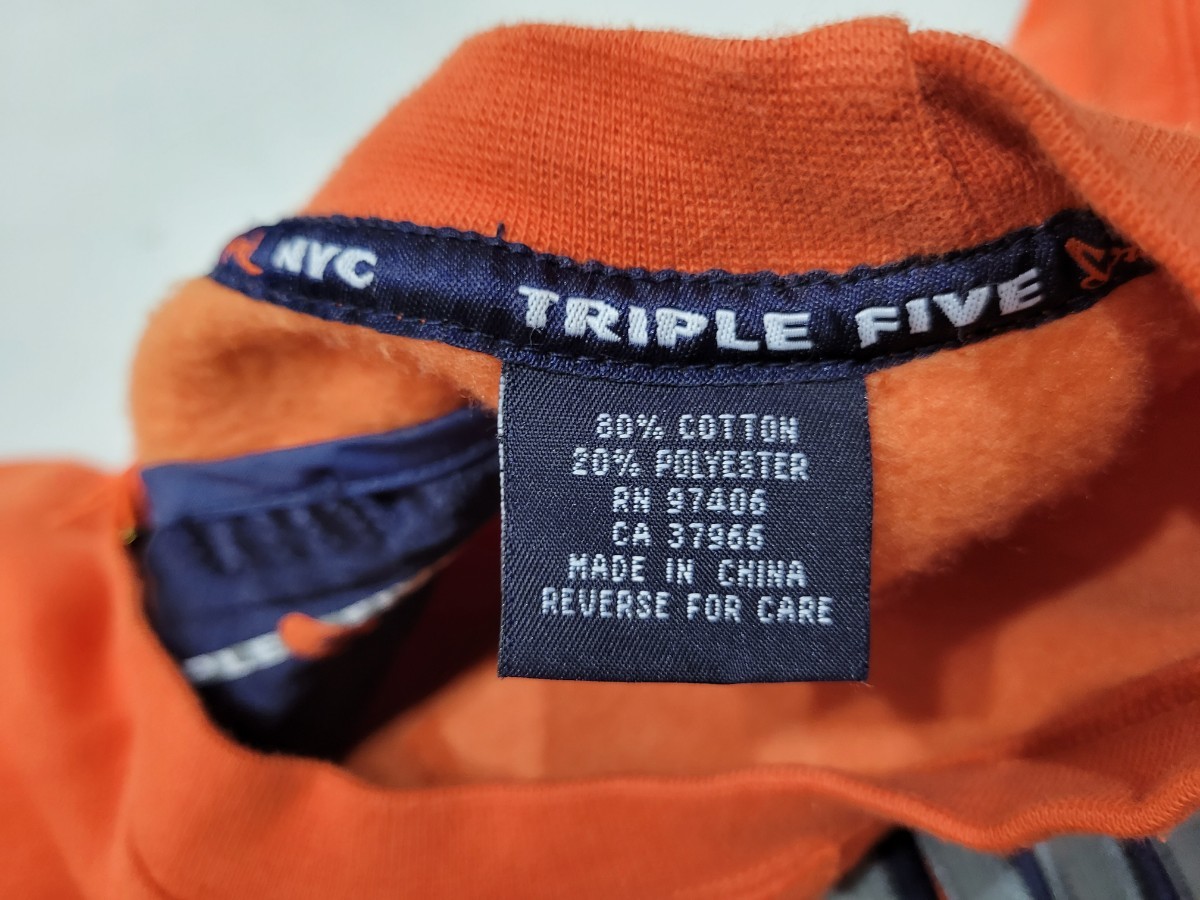 NYC TRIPLE FIVE
80% COTTON
20% POLYESTER
RN 97406
CA 37966
MADE IN CHINA
REVERSE FOR CARE